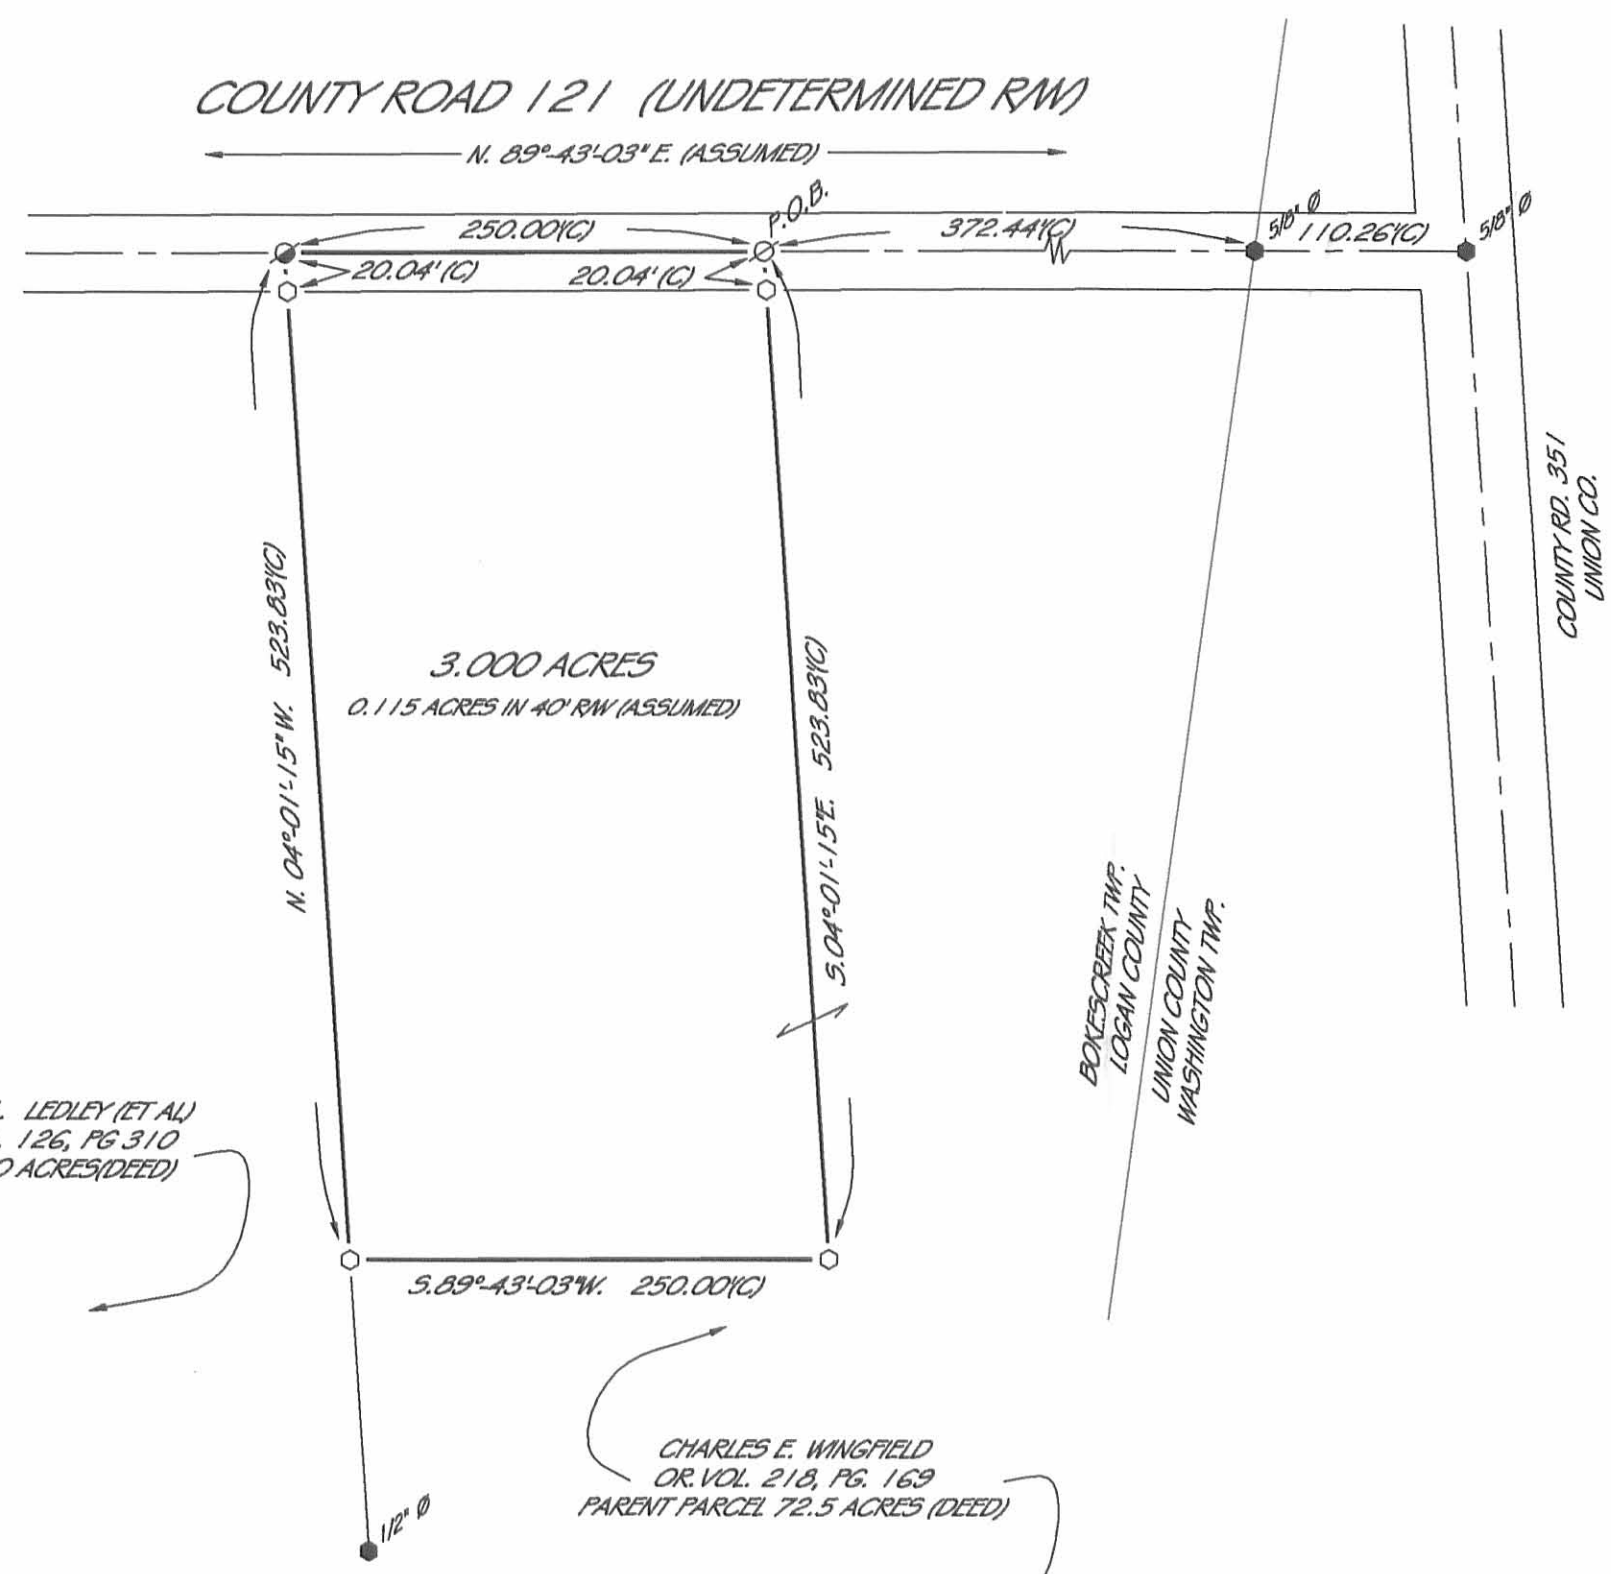 COUNTY ROAD 121 (UNDETERMINED R/W)
N. 89°-43'-03" E. (ASSUMED)
P.O.B.
250.00'(C)
372.44'(C)
5/8" Ø
110.26'(C)
5/8" Ø
20.04' (C)
20.04' (C)
COUNTY RD. 351
UNION CO.
N. 04°-01'-15" W. 523.83'(C)
3.000 ACRES
0.115 ACRES IN 40' R/W (ASSUMED)
S.04°-01'-15"E. 523.83'(C)
BOKESCREEK TWP.
LOGAN COUNTY
UNION COUNTY
WASHINGTON TWP.
LEDLEY (ET AL)
126, PG 310
ACRES(DEED)
S.89°-43'-03"W. 250.00'(C)
CHARLES E. WINGFIELD
OR.VOL. 218, PG. 169
PARENT PARCEL 72.5 ACRES (DEED)
1/2" Ø